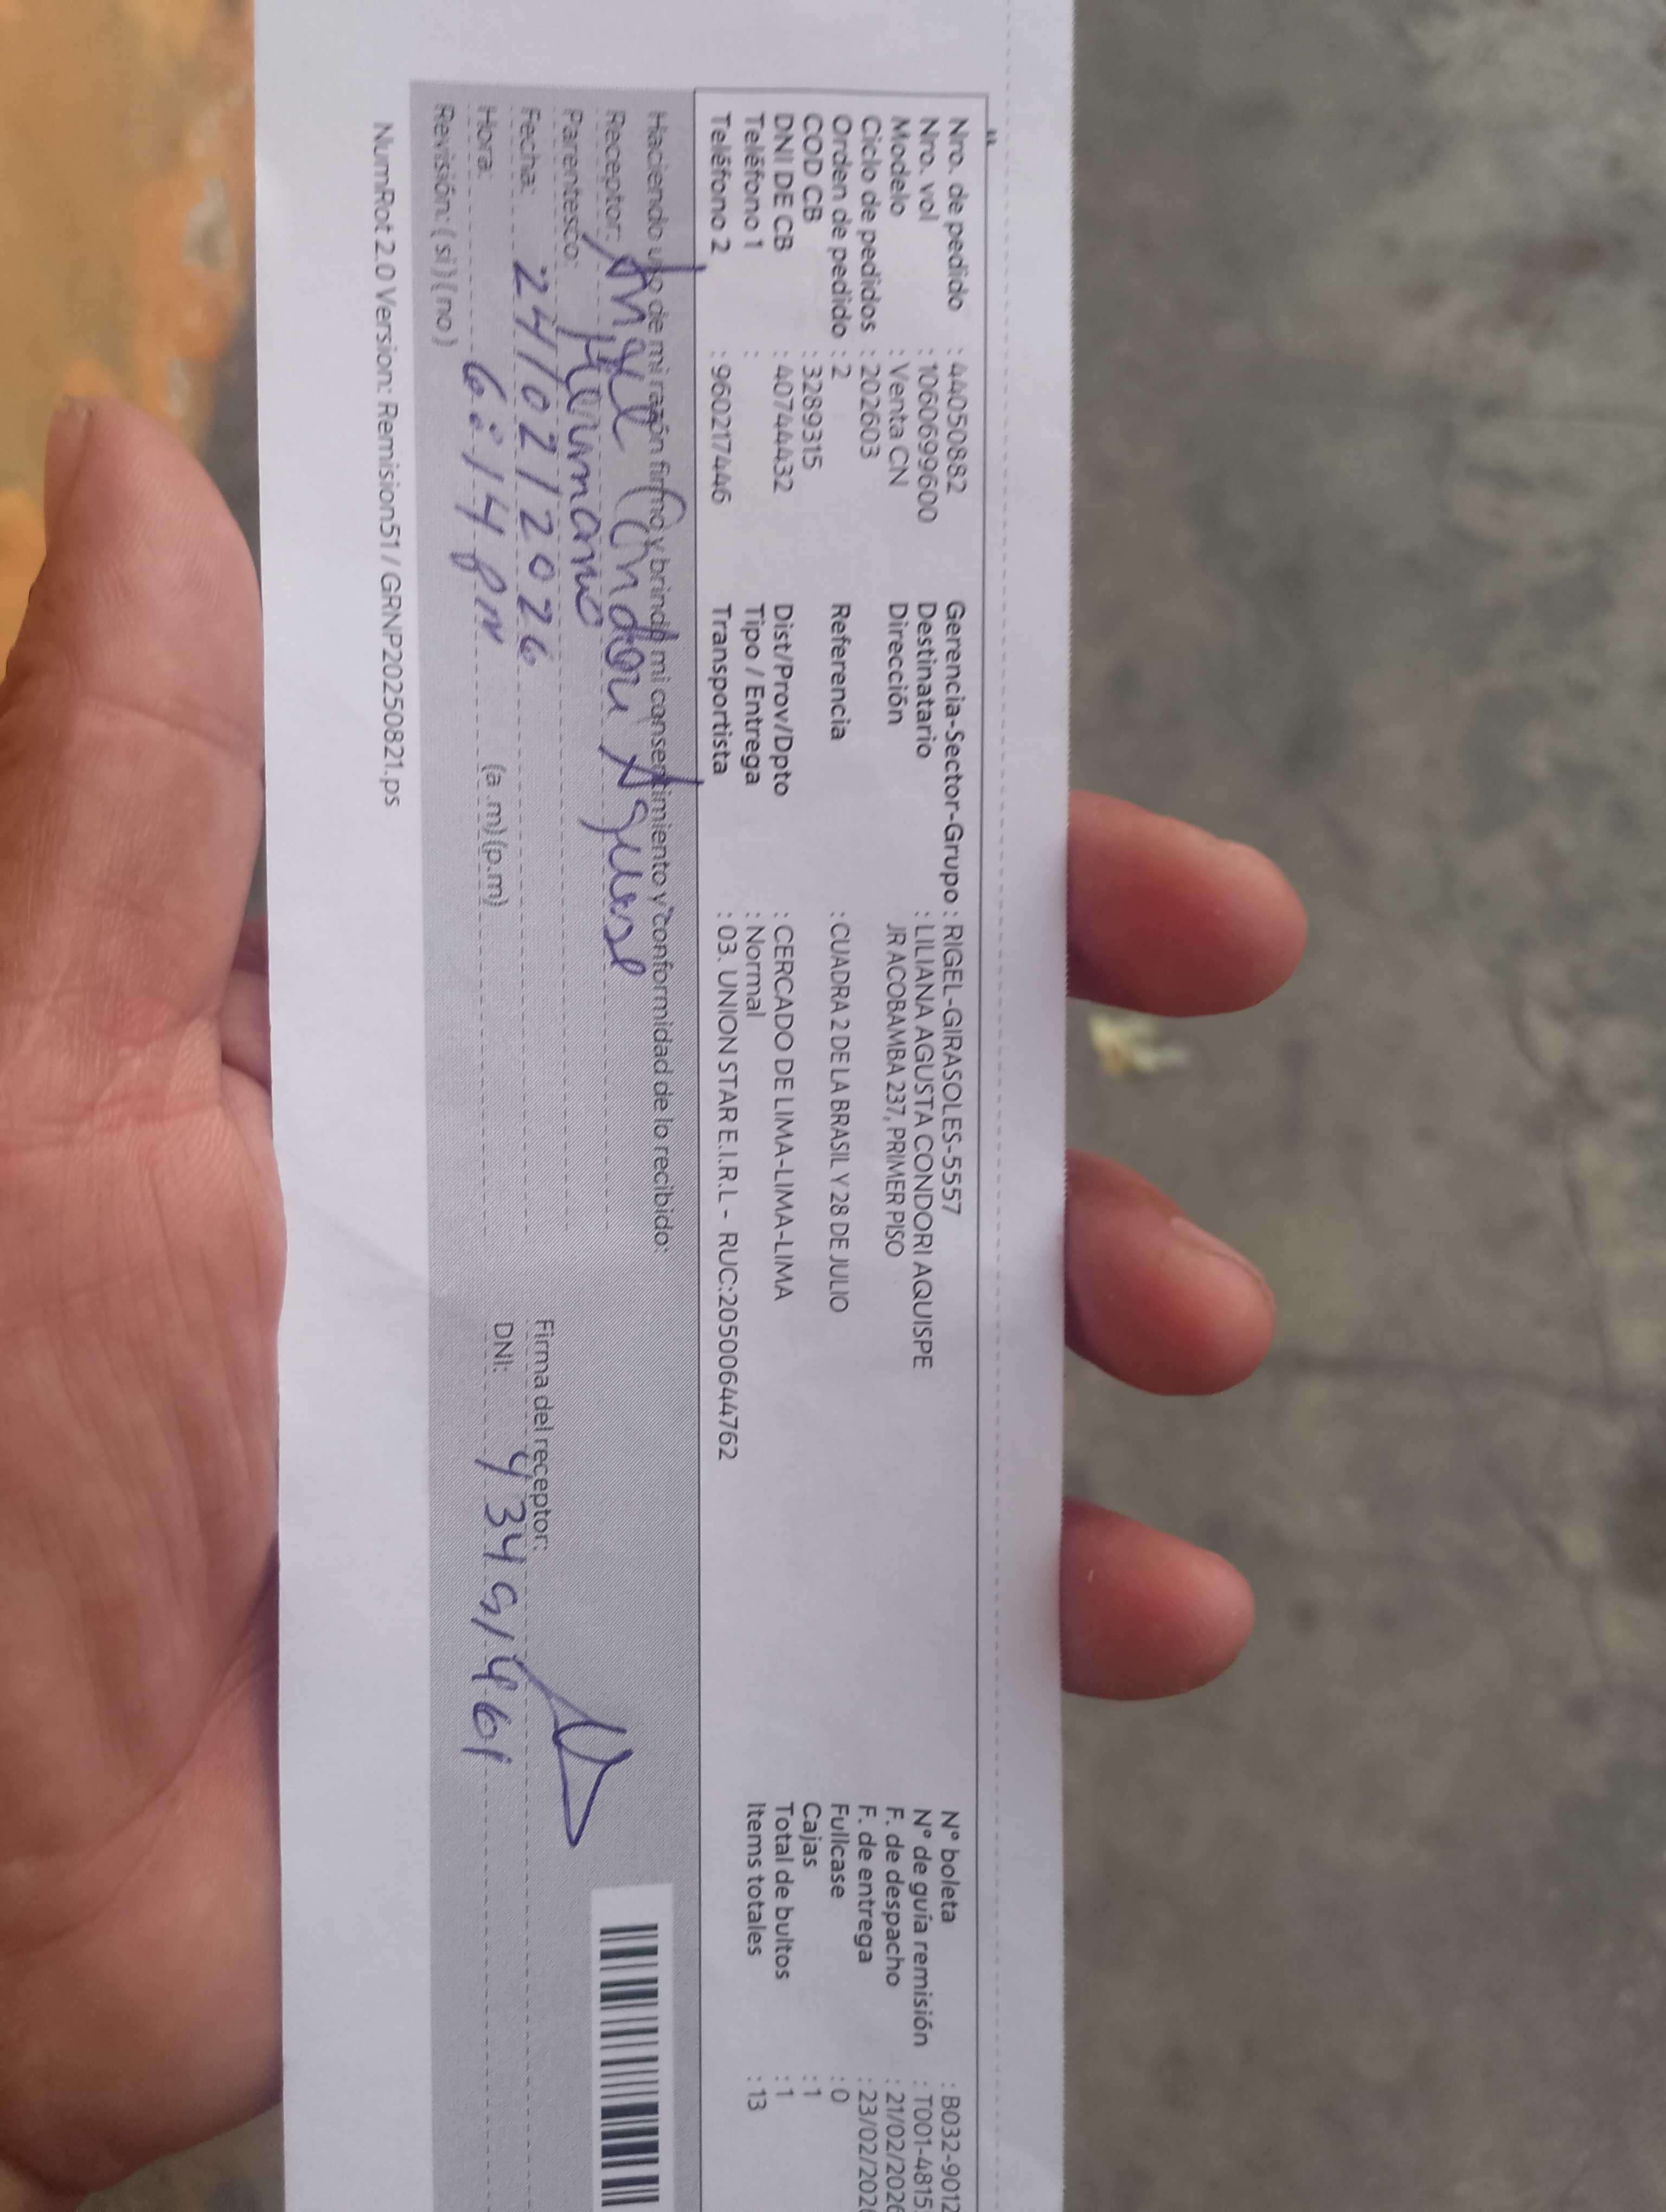 Nro. de pedido : 44050882
Nro. vol : 1060699600
Modelo : Venta CN
Ciclo de pedidos : 202603
Orden de pedido : 2
COD CB : 3289315
DNI DE CB : 40744432
Teléfono 1 :
Teléfono 2 : 960217446
Gerencia-Sector-Grupo : RIGEL-GIRASOLES-5557
Destinatario : LILIANA AGUSTA CONDORI AQUISPE
Dirección JR ACOBAMBA 237, PRIMER PISO
Referencia : CUADRA 2 DE LA BRASIL Y 28 DE JULIO
Dist/Prov/Dpto : CERCADO DE LIMA-LIMA-LIMA
Tipo / Entrega : Normal
Transportista : 03. UNION STAR E.I.R.L - RUC:20500644762
N° boleta : B032-9012
N° de guía remisión : T001-4815
F. de despacho : 21/02/2026
F. de entrega : 23/02/202
Fullcase : 0
Cajas : 1
Total de bultos : 1
Items totales : 13
Haciendo uso de mi razón firmo y brindo mi consentimiento y conformidad de lo recibido:
Receptor: Angel
Parentesco: Hermano
Fecha: 24/02/2026
Hora: 6:14 pm (a.m) (p.m)
Revisión: ( si ) ( no )
Firma del receptor:
DNI: 43491461
NumRot 2.0 Version: Remision51 / GRNP20250821.ps